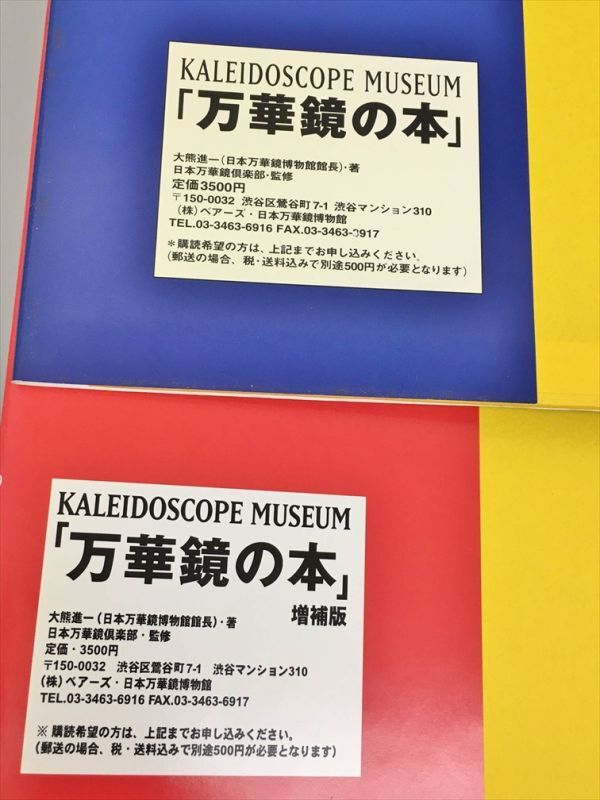 KALEIDOSCOPE MUSEUM
「万華鏡の本」
大熊進一(日本万華鏡博物館館長)・著
日本万華鏡倶楽部・監修
定価3500円
〒150-0032 渋谷区鶯谷町7-1 渋谷マンション310
(株)ベアーズ・日本万華鏡博物館
TEL.03-3463-6916 FAX.03-3463-6917
＊購読希望の方は、上記までお申し込みください。
(郵送の場合、税・送料込みで別途500円が必要となります)
KALEIDOSCOPE MUSEUM
「万華鏡の本」
増補版
大熊進一(日本万華鏡博物館館長)・著
日本万華鏡倶楽部・監修
定価・3500円
〒150-0032 渋谷区鶯谷町7-1 渋谷マンション310
(株)ベアーズ・日本万華鏡博物館
TEL.03-3463-6916 FAX.03-3463-6917
※ 購読希望の方は、上記までお申し込みください。
(郵送の場合、税・送料込みで別途500円が必要となります)